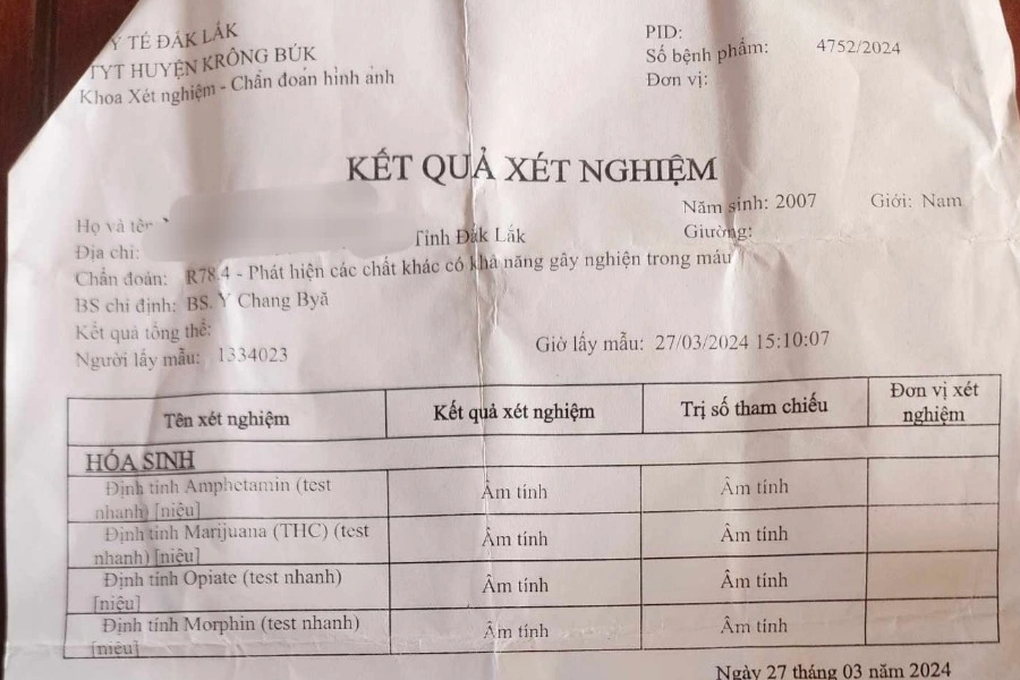 Y TẾ ĐẮK LẮK
TYT HUYỆN KRÔNG BÚK
Khoa Xét nghiệm - Chẩn đoán hình ảnh
PID:
Số bệnh phẩm: 4752/2024
Đơn vị:
KẾT QUẢ XÉT NGHIỆM
Họ và tên
Năm sinh: 2007 Giới: Nam
Địa chỉ: Tỉnh Đắk Lắk
Giường:
Chẩn đoán: R78.4 - Phát hiện các chất khác có khả năng gây nghiện trong máu
BS chỉ định: BS. Y Chang Byă
Kết quả tổng thể:
Người lấy mẫu: 1334023
Giờ lấy mẫu: 27/03/2024 15:10:07
Tên xét nghiệm Kết quả xét nghiệm Trị số tham chiếu Đơn vị xét
nghiệm
HÓA SINH
Định tính Amphetamin (test
nhanh) [niệu] Âm tính Âm tính
Định tính Marijuana (THC) (test
nhanh) [niệu] Âm tính Âm tính
Định tính Opiate (test nhanh)
[niệu] Âm tính Âm tính
Định tính Morphin (test nhanh)
[niệu] Âm tính Âm tính
Ngày 27 tháng 03 năm 2024